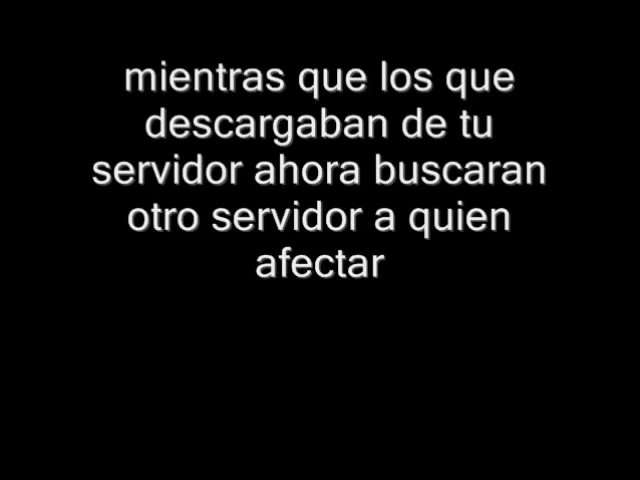 mientras que los que
descargaban de tu
servidor ahora buscaran
otro servidor a quien
afectar